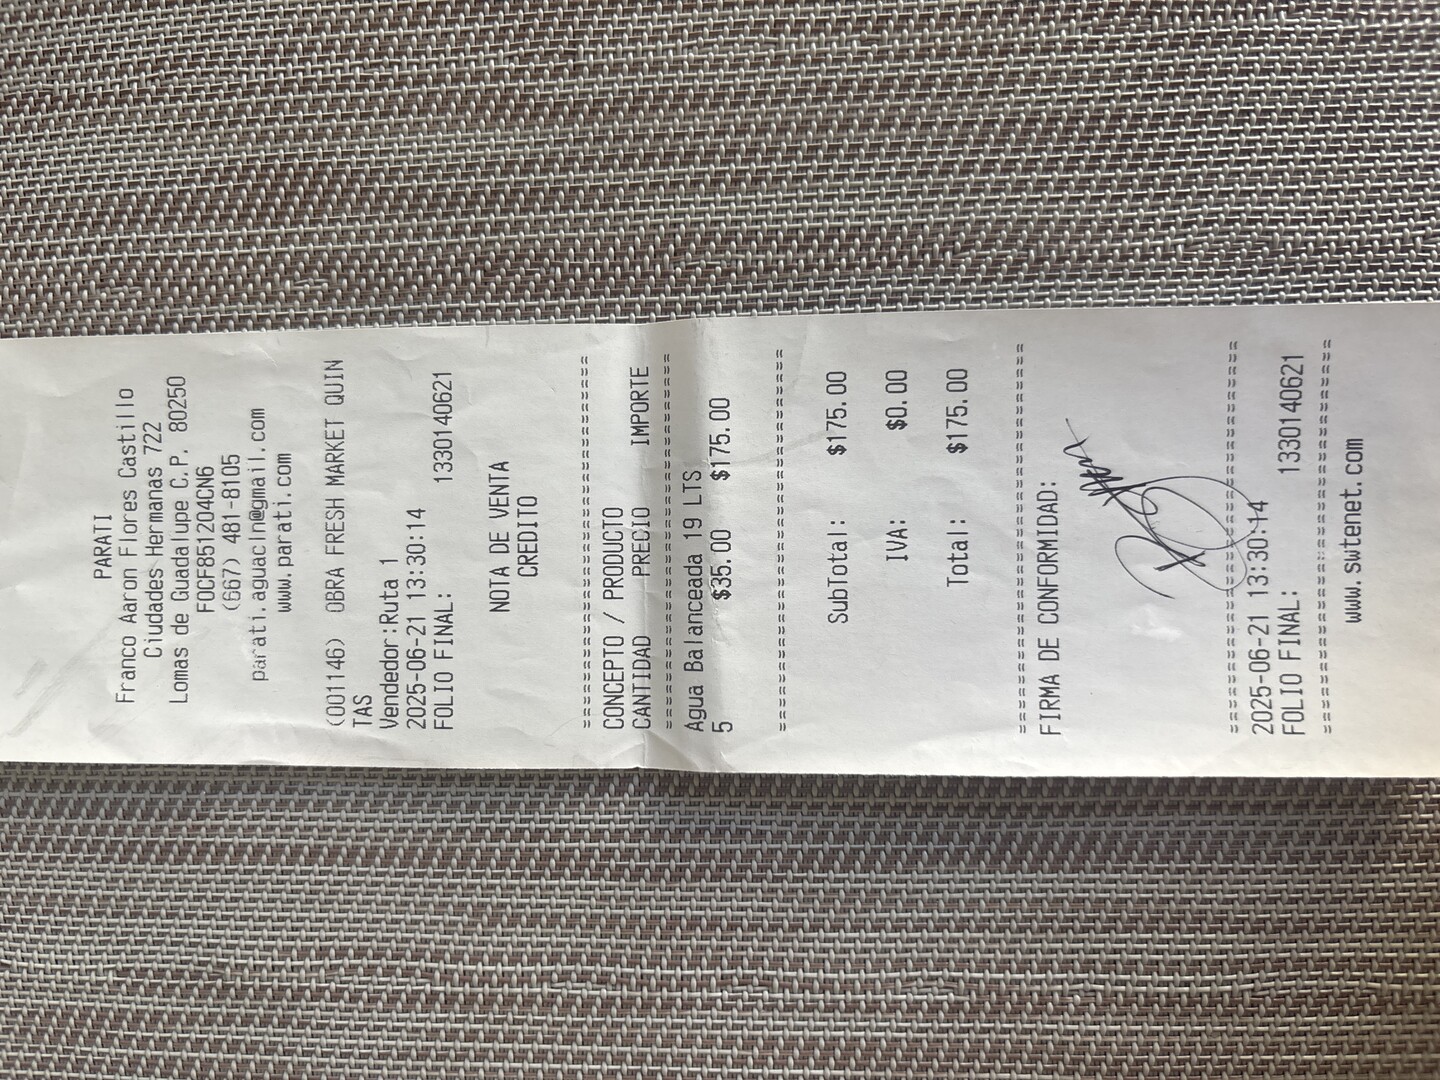 PARATI
Franco Aaron Flores Castillo
Ciudades Hermanas 722
Lomas de Guadalupe C.P. 80250
FOCF851204CN6
(667) 481-8105
parati.aguacln@gmail.com
www.parati.com
(001146) OBRA FRESH MARKET QUIN
TAS
Vendedor:Ruta 1
2025-06-21 13:30:14
FOLIO FINAL: 1330140621
NOTA DE VENTA
CREDITO
==============================
CONCEPTO / PRODUCTO
CANTIDAD PRECIO IMPORTE
==============================
Agua Balanceada 19 LTS
5 $35.00 $175.00
==============================
SubTotal: $175.00
IVA: $0.00
Total: $175.00
==============================
FIRMA DE CONFORMIDAD:
==============================
2025-06-21 13:30:14
FOLIO FINAL: 1330140621
==============================
www.swtenet.com